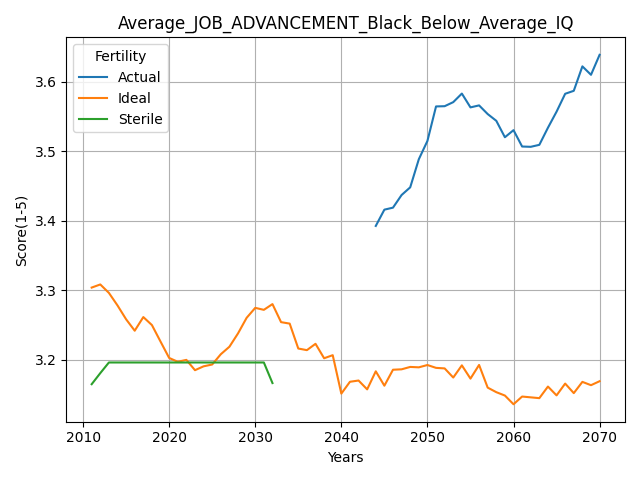 Average_JOB_ADVANCEMENT_Black_Below_Average_IQ
Fertility
Actual
Ideal
Sterile
Score(1-5)
3.6
3.5
3.4
3.3
3.2
2010 2020 2030 2040 2050 2060 2070
Years